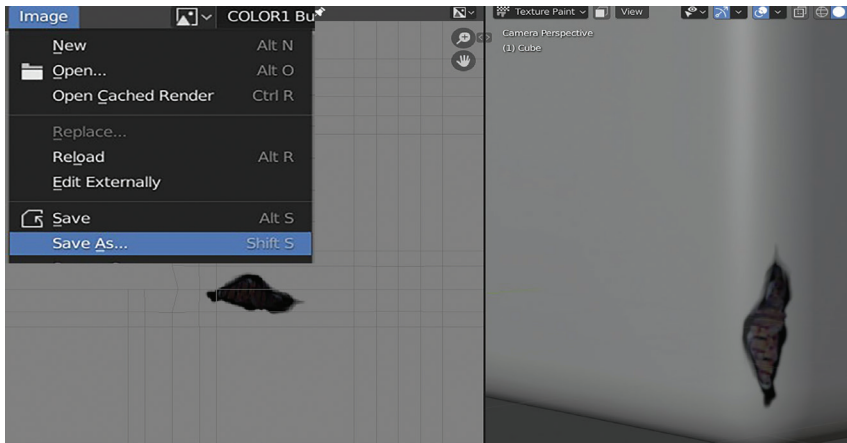 Image COLOR1 Bu
New Alt N
Open... Alt O
Open Cached Render Ctrl R
Replace...
Reload Alt R
Edit Externally
Save Alt S
Save As... Shift S
Texture Paint View
Camera Perspective
(1) Cube